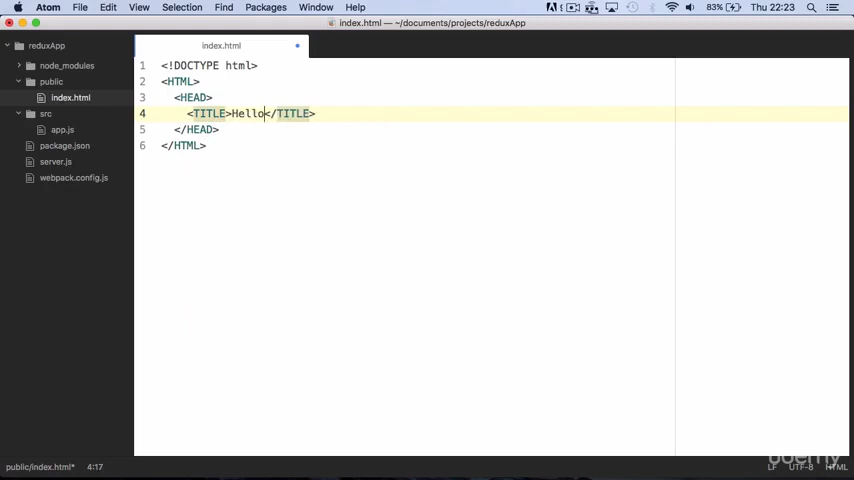 Atom File Edit View Selection Find Packages Window Help 83% Thu 22:23
index.html — ~/documents/projects/reduxApp
reduxApp
node_modules
public
index.html
src
app.js
package.json
server.js
webpack.config.js
index.html
1 <!DOCTYPE html>
2 <HTML>
3 <HEAD>
4 <TITLE>Hello</TITLE>
5 </HEAD>
6 </HTML>
udemy
public/index.html* 4:17 LF UTF-8 HTML